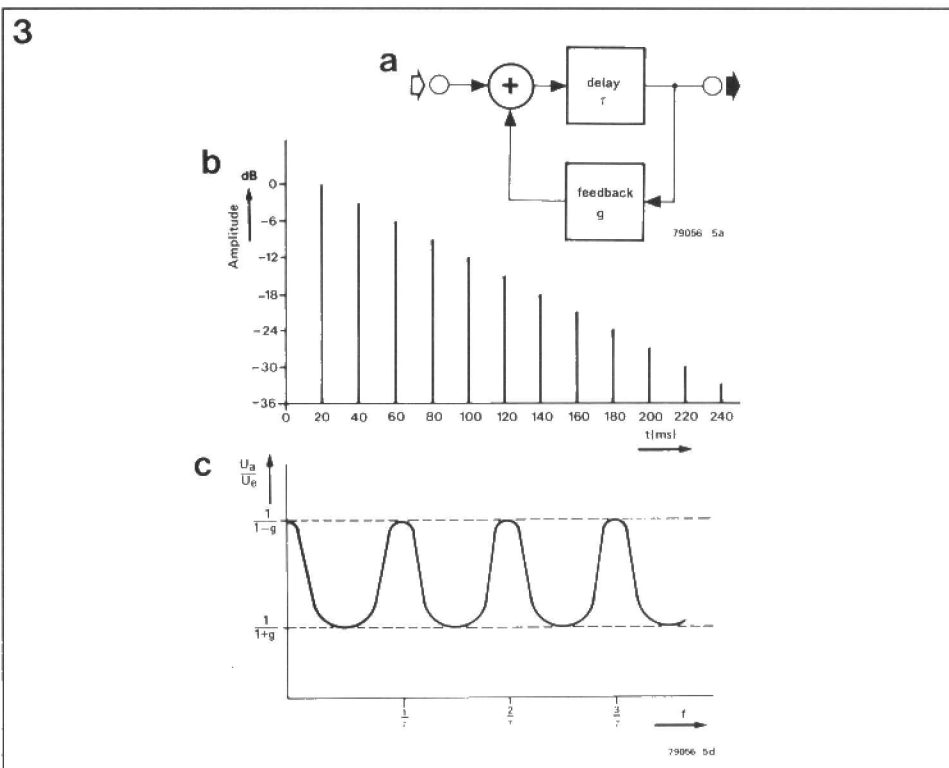 3
a
+
delay
τ
feedback
g
79056 5a
b
dB
Amplitude
0
-6
-12
-18
-24
-30
-36
0 20 40 60 80 100 120 140 160 180 200 220 240
t(ms)
c
Ua
Ue
1
1-g
1
1+g
1/τ 2/τ 3/τ
f
79056 5d